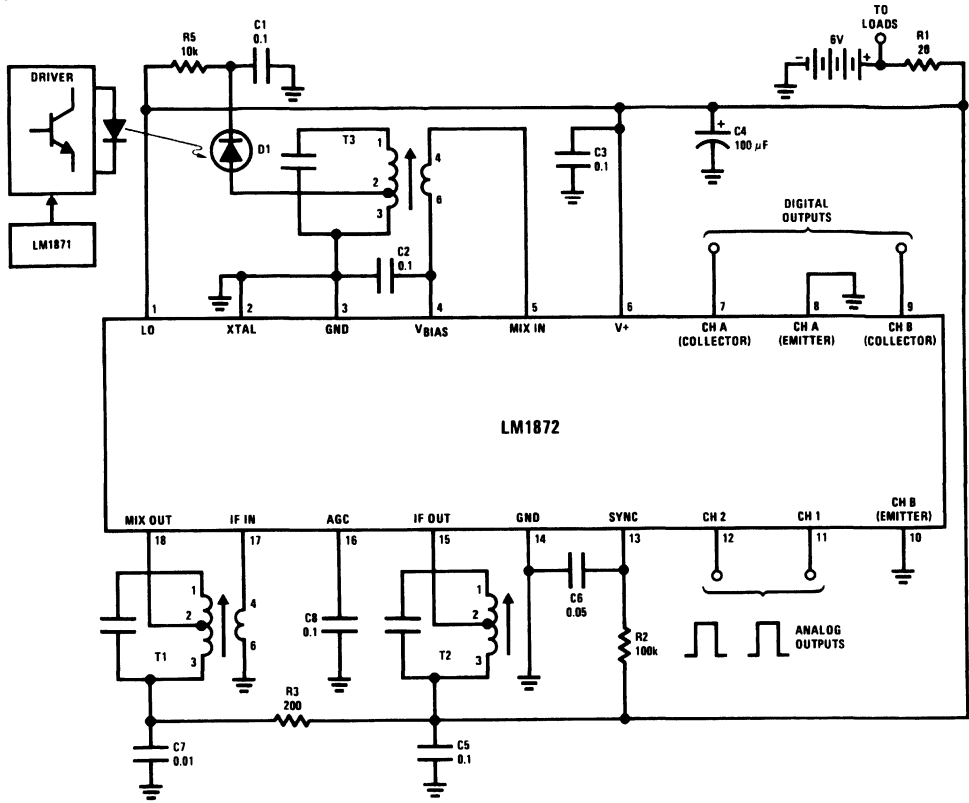 TO
LOADS
C1
0.1
R5
10k
6V
R1
20
- +
DRIVER
D1
T3
1
2
3
4
6
C3
0.1
+
C4
100 μF
LM1871
C2
0.1
DIGITAL
OUTPUTS
1 2 3 4 5 6 7 8 9
LO
XTAL
GND
VBIAS
MIX IN
V+
CH A
(COLLECTOR)
CH A
(EMITTER)
CH B
(COLLECTOR)
LM1872
MIX OUT
IF IN
AGC
IF OUT
GND
SYNC
CH 2
CH 1
CH B
(EMITTER)
18 17 16 15 14 13 12 11 10
1
2
3
4
6
T1
C8
0.1
1
2
3
T2
C6
0.05
R2
100k
ANALOG
OUTPUTS
R3
200
C7
0.01
C5
0.1